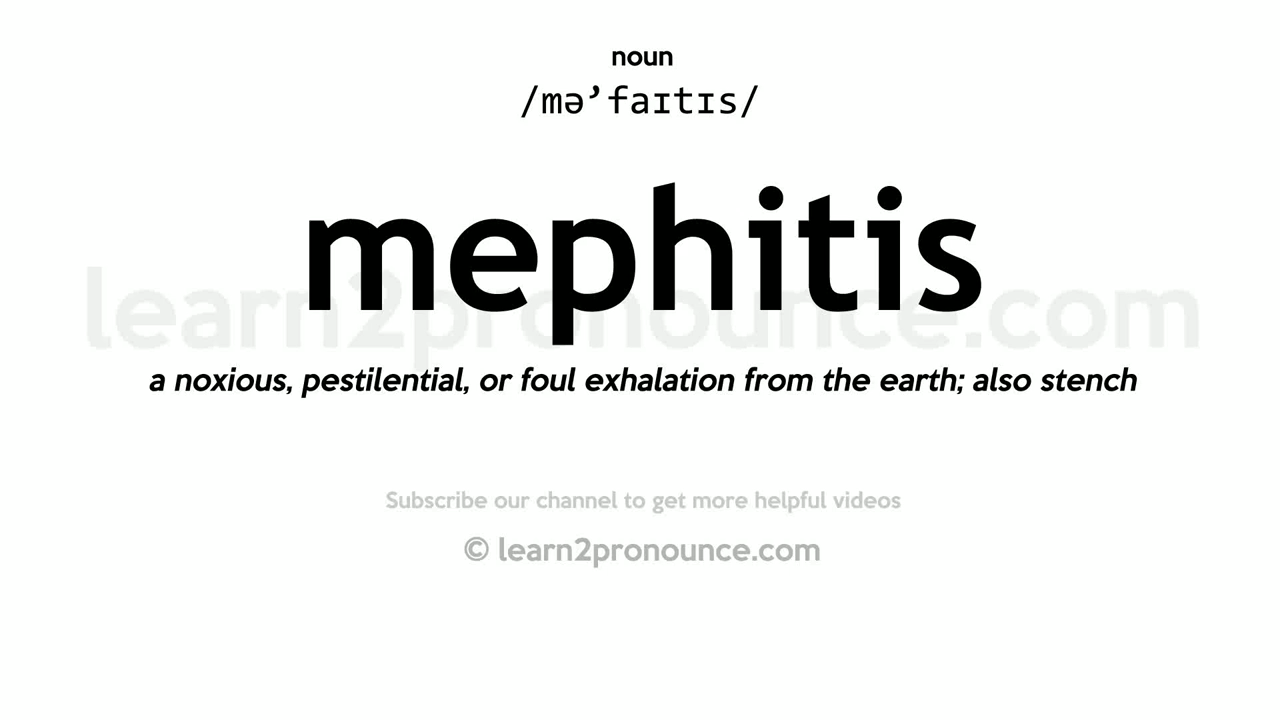 noun
/mə’faɪtɪs/
mephitis
learn2pronounce.com
a noxious, pestilential, or foul exhalation from the earth; also stench
Subscribe our channel to get more helpful videos
© learn2pronounce.com